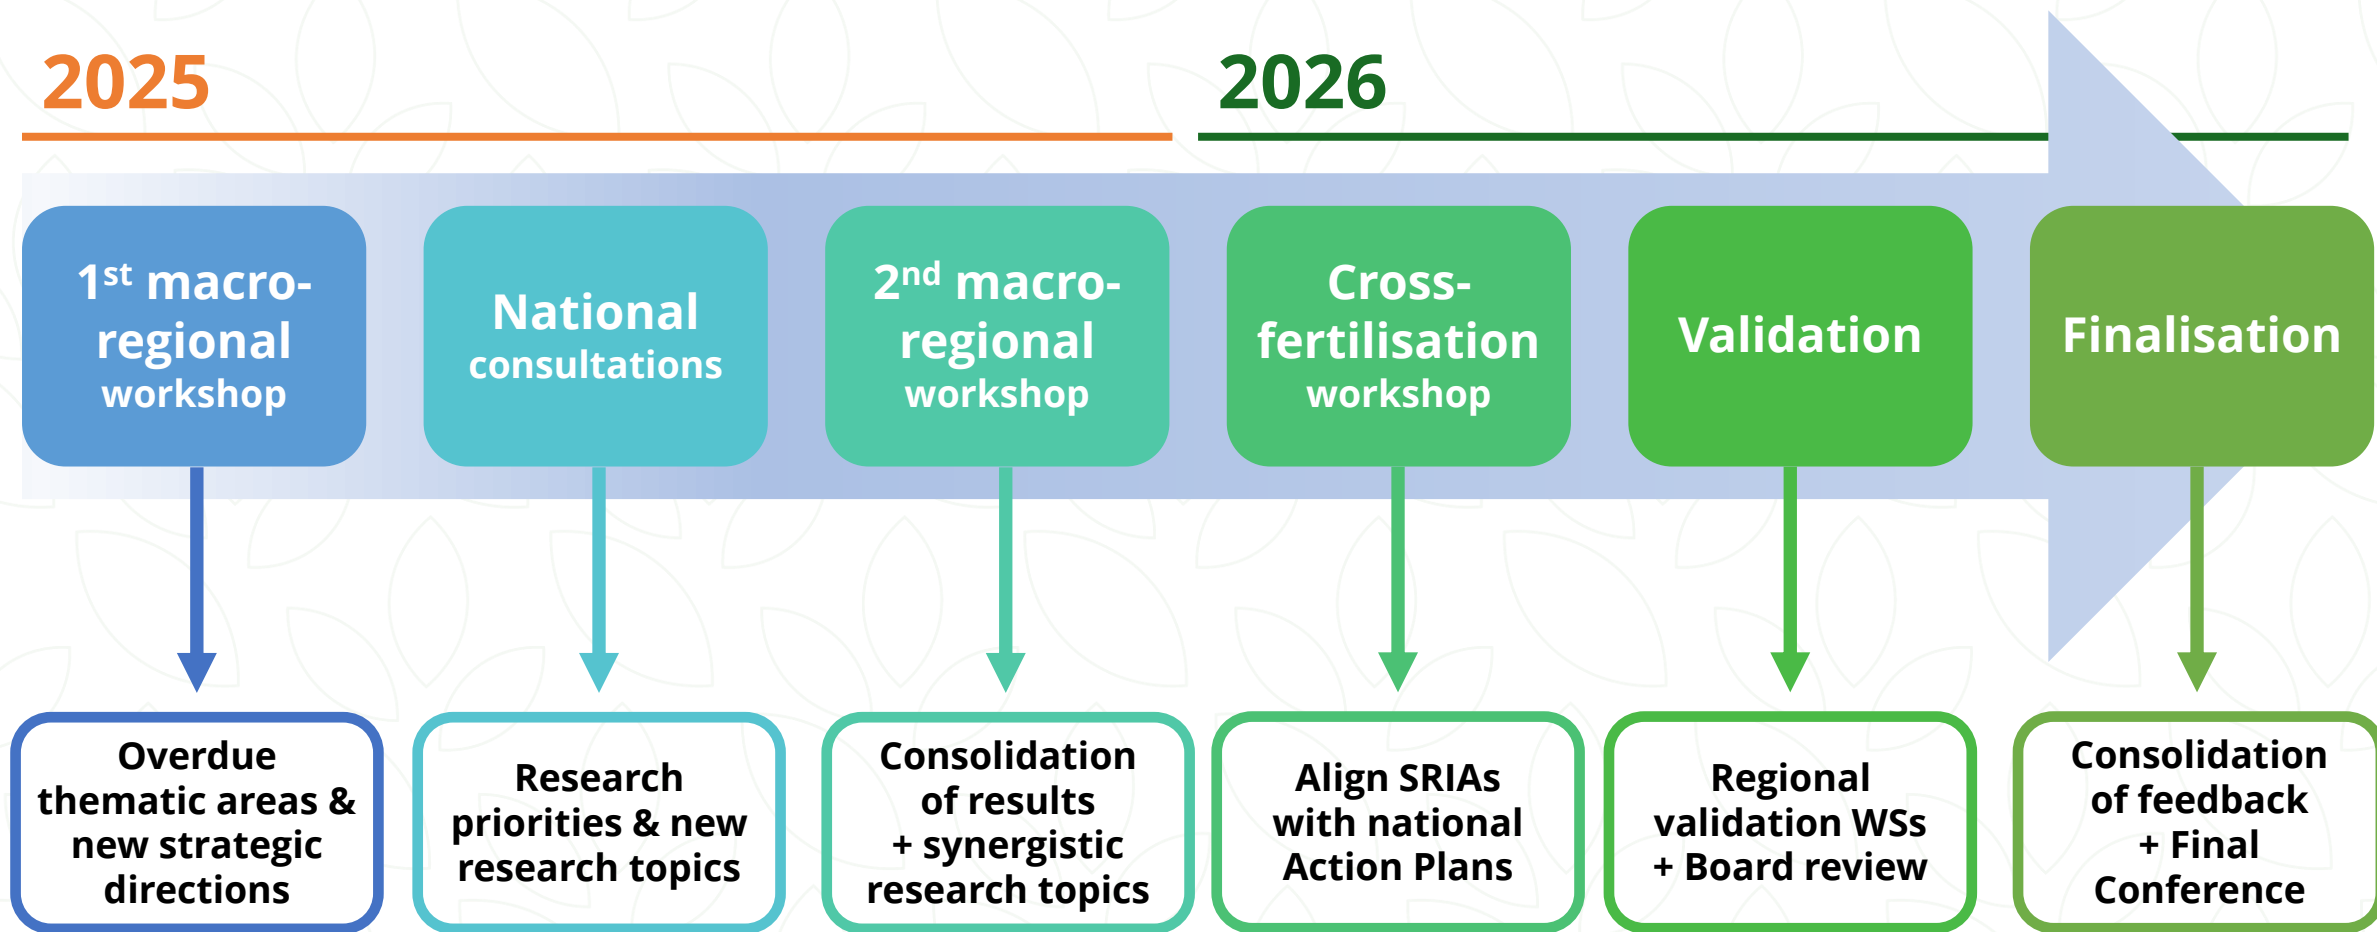 2025
2026
1st macro-
regional
workshop
National
consultations
2nd macro-
regional
workshop
Cross-
fertilisation
workshop
Validation
Finalisation
Overdue
thematic areas &
new strategic
directions
Research
priorities & new
research topics
Consolidation
of results
+ synergistic
research topics
Align SRIAs
with national
Action Plans
Regional
validation WSs
+ Board review
Consolidation
of feedback
+ Final
Conference